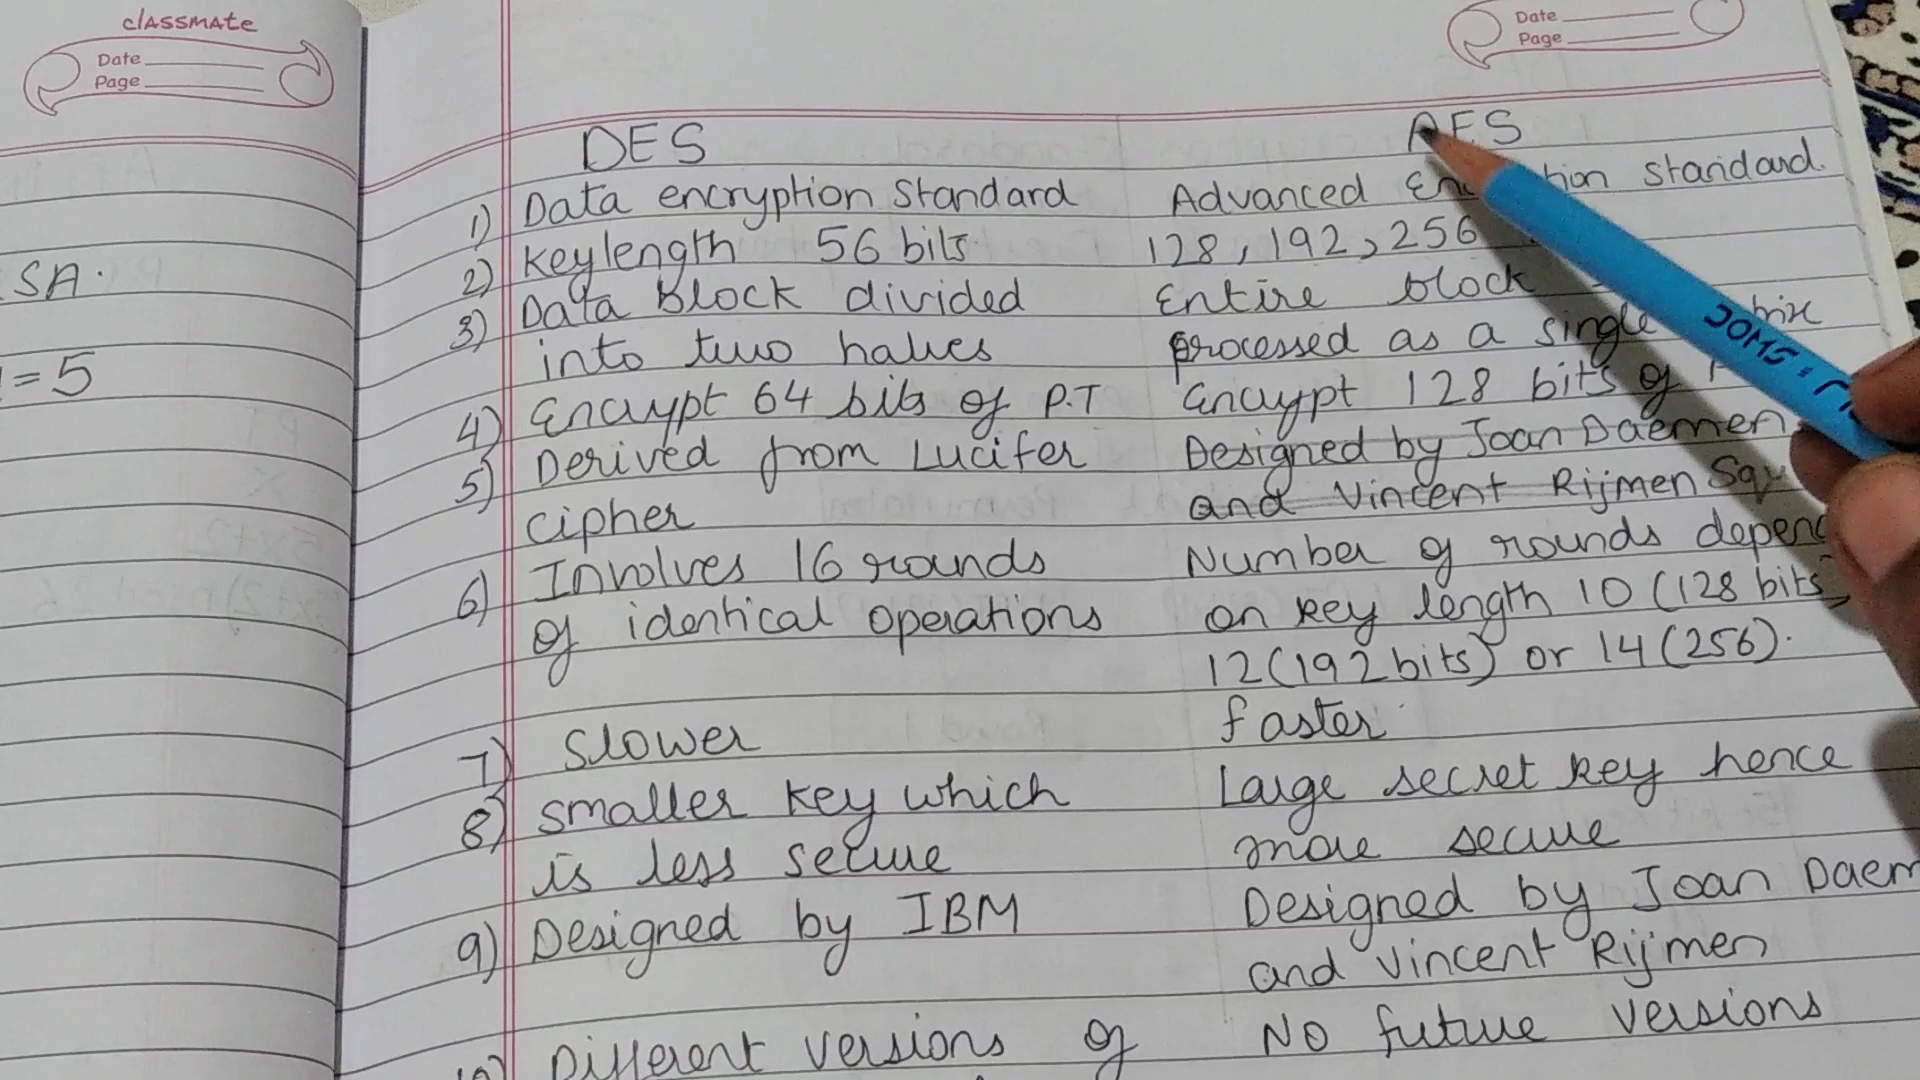 classmate
Date
Page
Date
Page
SA.
= 5
DES AES
1) Data encryption Standard Advanced standard.
2) Key length 56 bits 128, 192, 256
3) Data Block divided Entire block
into two halves processed as a single
4) Encrypt 64 bits of P.T Encrypt 128 bits of
5) Derived from Lucifer Designed by Joan Daemen
cipher and Vincent Rijmen
6) Involves 16 rounds Number of rounds
of identical operations on key length 10 (128 bits)
12 (192 bits) or 14 (256).
7) Slower faster
8) smaller key which Large secret key hence
is less secure more secure
9) Designed by IBM Designed by Joan
and Vincent Rijmen
Different versions of No future versions
DOMS